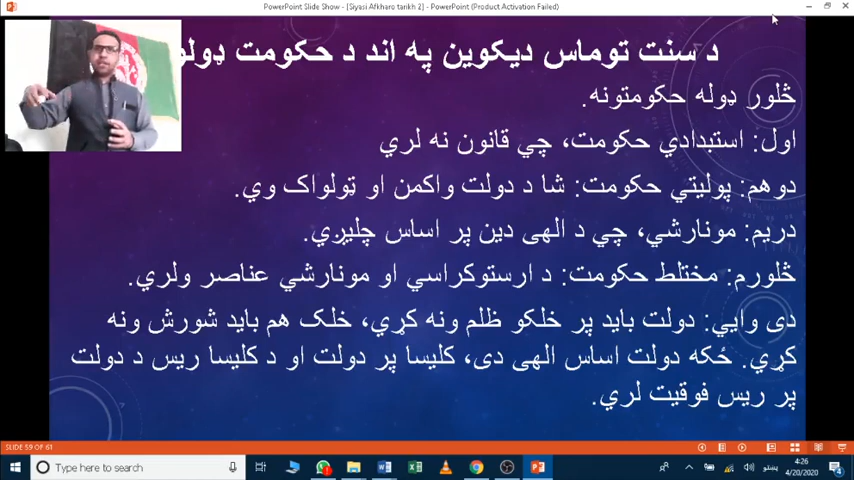 PowerPoint Slide Show - [Siyasi Afkharo tarikh 2] - PowerPoint (Product Activation Failed)
د سنت توماس دیکوین په اند د حکومت ډولو
څلور ډوله حکومتونه.
اول: استبدادي حکومت، چي قانون نه لري
دوهم: پولیتي حکومت: شا د دولت واکمن او ټولواک وي.
دریم: مونارشي، چي د الهی دین پر اساس چلیږي.
څلورم: مختلط حکومت: د ارستوکراسي او مونارشي عناصر ولري.
دی وایي: دولت باید پر خلکو ظلم ونه کړي، خلک هم باید شورش ونه
کړي. ځکه دولت اساس الهی دی، کلیسا پر دولت او د کلیسا ریس د دولت
پر ریس فوقیت لري.
SLIDE 59 OF 61
Type here to search
پښتو
4:26
4/20/2020
4